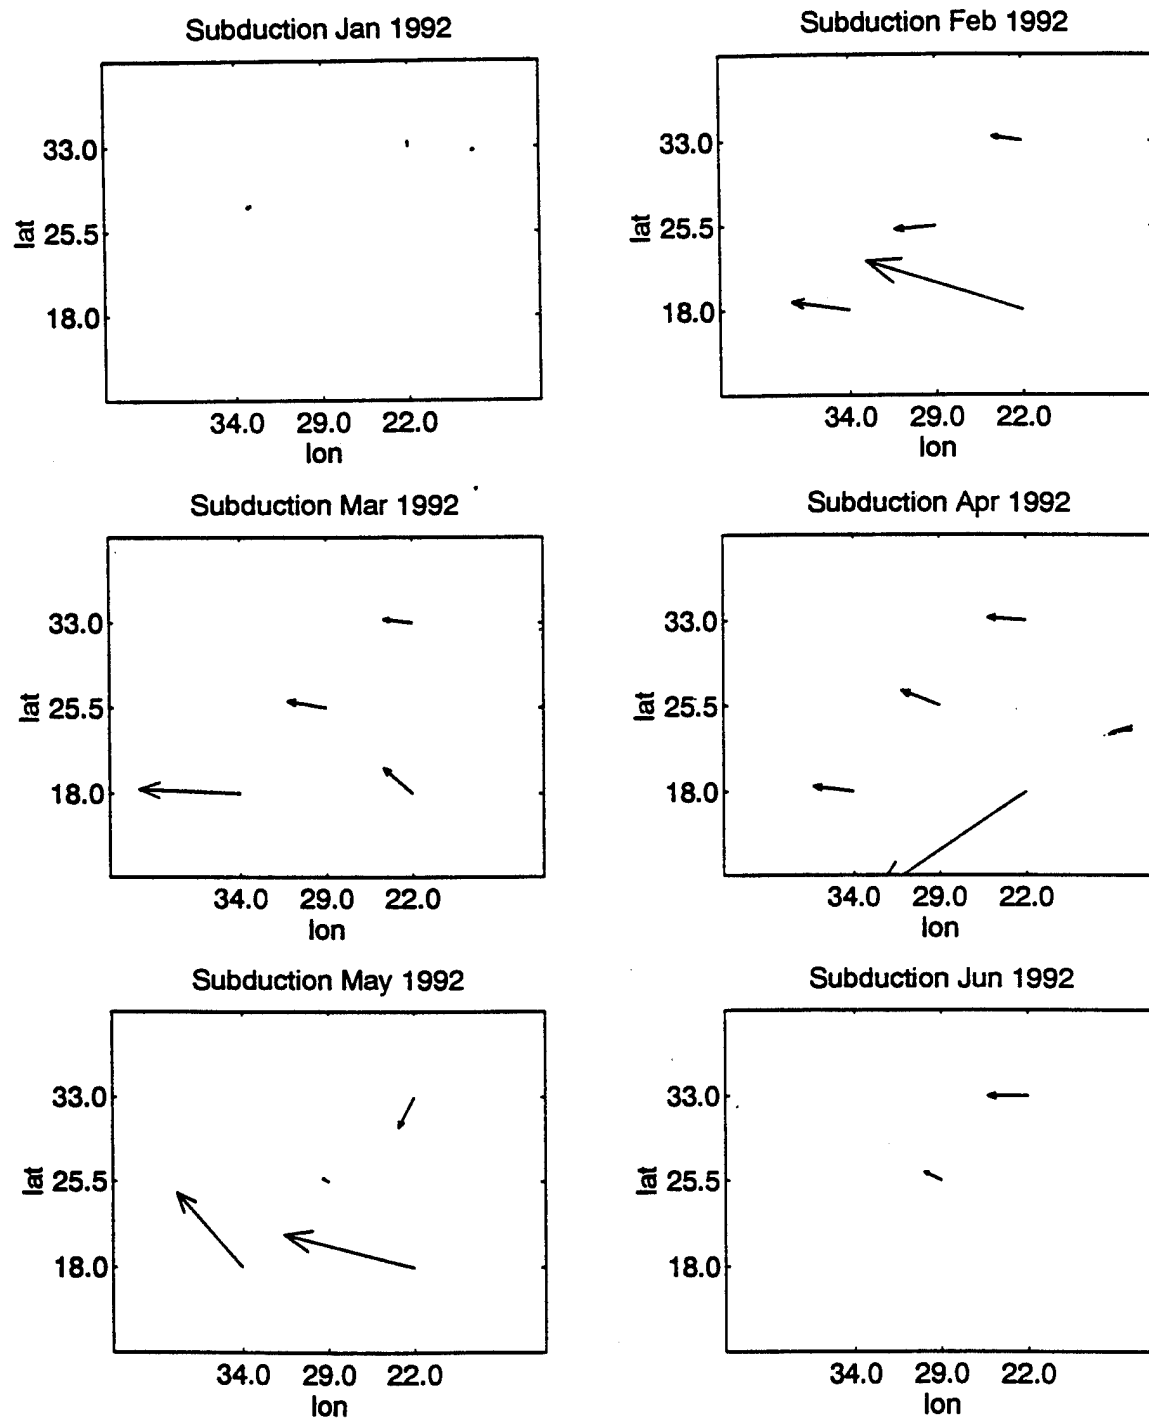 Subduction Jan 1992
33.0
25.5
18.0
lat
34.0 29.0 22.0
lon
Subduction Feb 1992
33.0
25.5
18.0
lat
34.0 29.0 22.0
lon
Subduction Mar 1992
33.0
25.5
18.0
lat
34.0 29.0 22.0
lon
Subduction Apr 1992
33.0
25.5
18.0
lat
34.0 29.0 22.0
lon
Subduction May 1992
33.0
25.5
18.0
lat
34.0 29.0 22.0
lon
Subduction Jun 1992
33.0
25.5
18.0
lat
34.0 29.0 22.0
lon